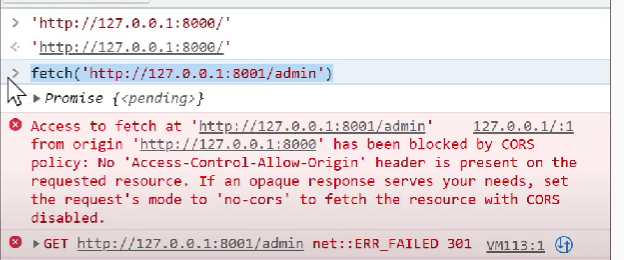 > 'http://127.0.0.1:8000/'
< 'http://127.0.0.1:8000/'
> fetch('http://127.0.0.1:8001/admin')
▶ Promise {<pending>}
Access to fetch at 'http://127.0.0.1:8001/admin' 127.0.0.1/:1
from origin 'http://127.0.0.1:8000' has been blocked by CORS
policy: No 'Access-Control-Allow-Origin' header is present on the
requested resource. If an opaque response serves your needs, set
the request's mode to 'no-cors' to fetch the resource with CORS
disabled.
▶ GET http://127.0.0.1:8001/admin net::ERR_FAILED 301 VM113:1